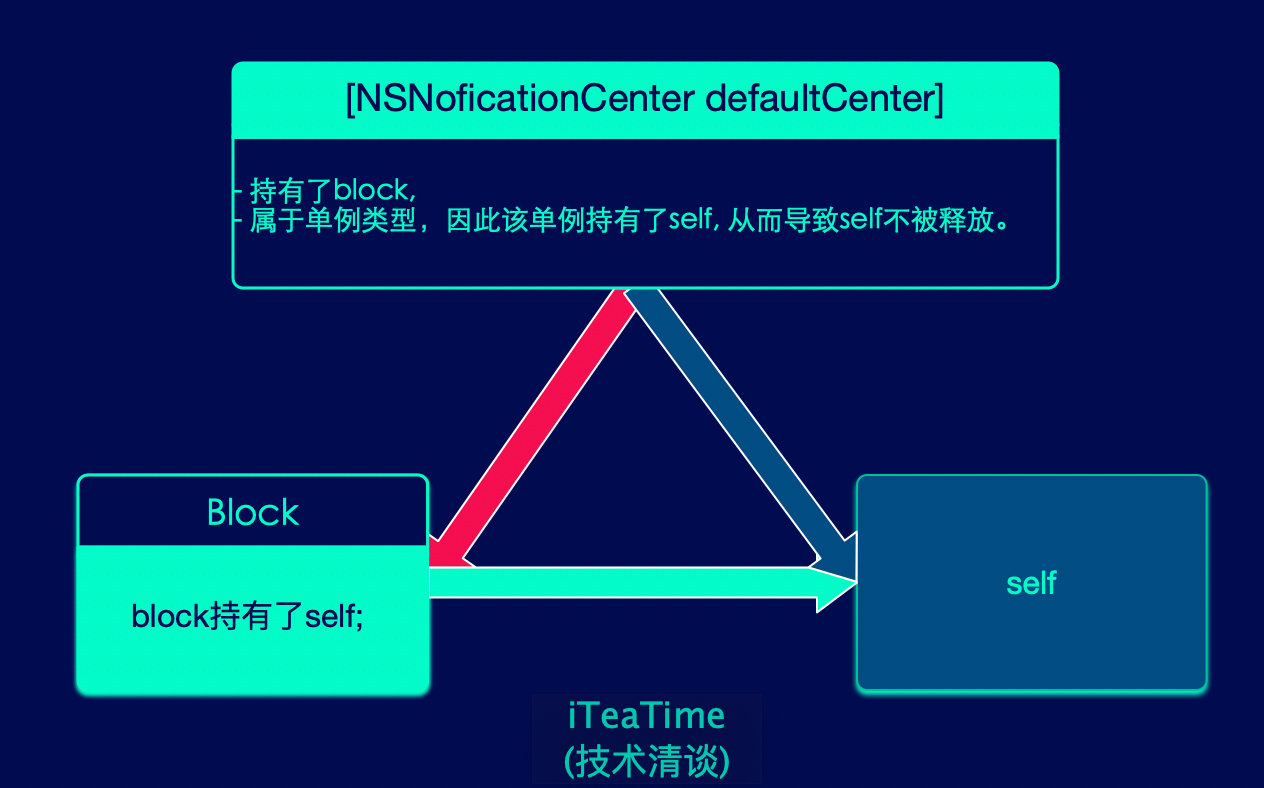 [NSNoficationCenter defaultCenter]
- 持有了block,
- 属于单例类型，因此该单例持有了self, 从而导致self不被释放。
Block
block持有了self;
self
iTeaTime
(技术清谈)